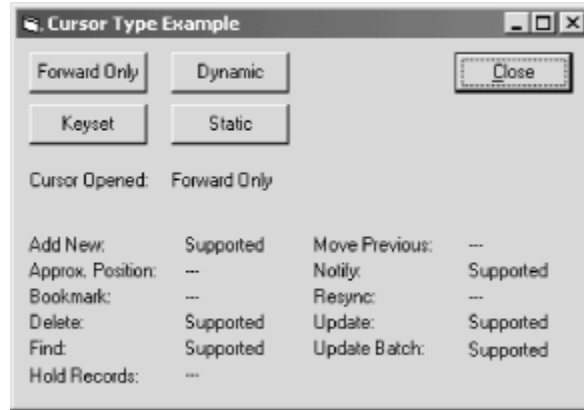 Cursor Type Example
Forward Only Dynamic Close
Keyset Static
Cursor Opened: Forward Only
Add New: Supported Move Previous: ---
Approx. Position: --- Notify: Supported
Bookmark: --- Resync: ---
Delete: Supported Update: Supported
Find: Supported Update Batch: Supported
Hold Records: ---